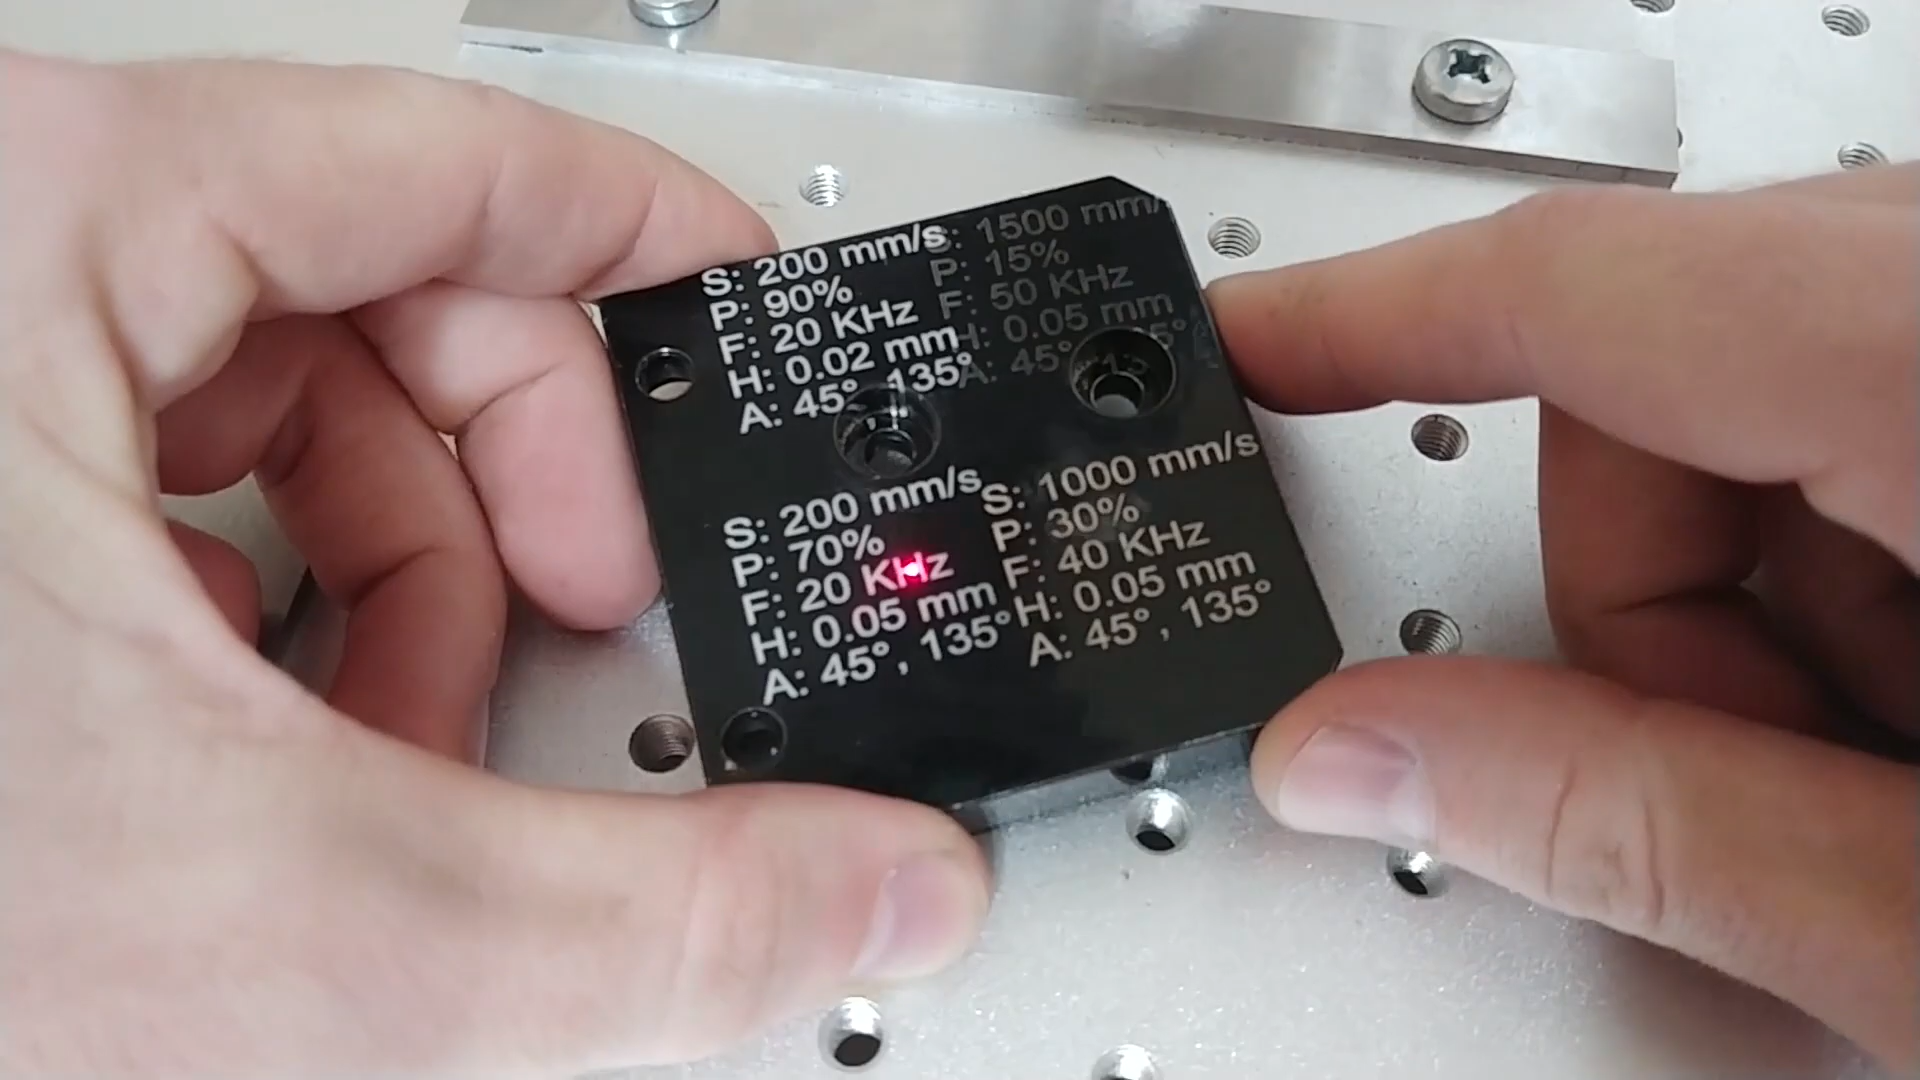 S: 200 mm/s
P: 90%
F: 20 KHz
H: 0.02 mm
A: 45°, 135°
S: 1500 mm/
P: 15%
F: 50 KHz
H: 0.05 mm
A: 45° 135°
S: 200 mm/s
P: 70%
F: 20 KHz
H: 0.05 mm
A: 45°, 135°
S: 1000 mm/s
P: 30%
F: 40 KHz
H: 0.05 mm
A: 45°, 135°